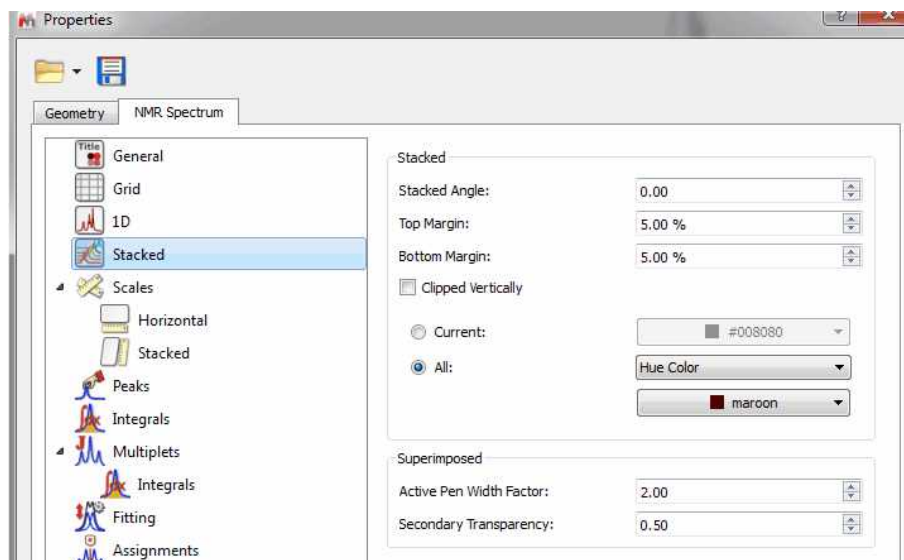 Properties
Geometry
NMR Spectrum
Title
General
Grid
1D
Stacked
Scales
Horizontal
Stacked
Peaks
Integrals
Multiplets
Integrals
Fitting
Assignments
Stacked
Stacked Angle: 0.00
Top Margin: 5.00 %
Bottom Margin: 5.00 %
Clipped Vertically
Current: #008080
All: Hue Color
maroon
Superimposed
Active Pen Width Factor: 2.00
Secondary Transparency: 0.50